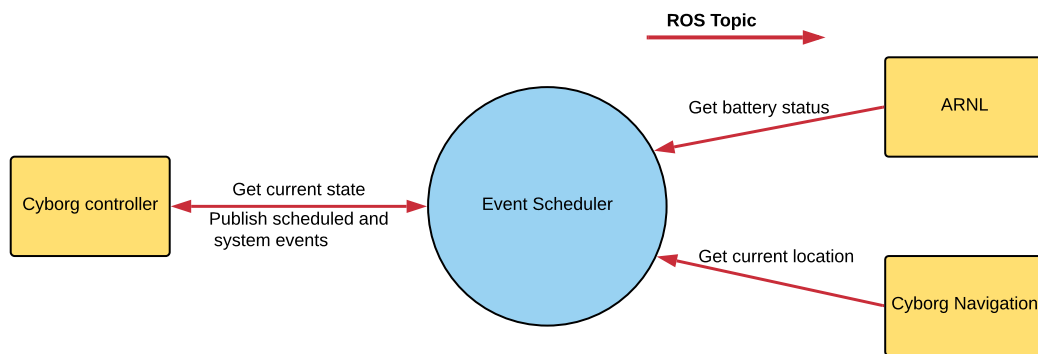 ROS Topic
ARNL
Get battery status
Get current state
Cyborg controller
Event Scheduler
Publish scheduled and
system events
Get current location
Cyborg Navigation